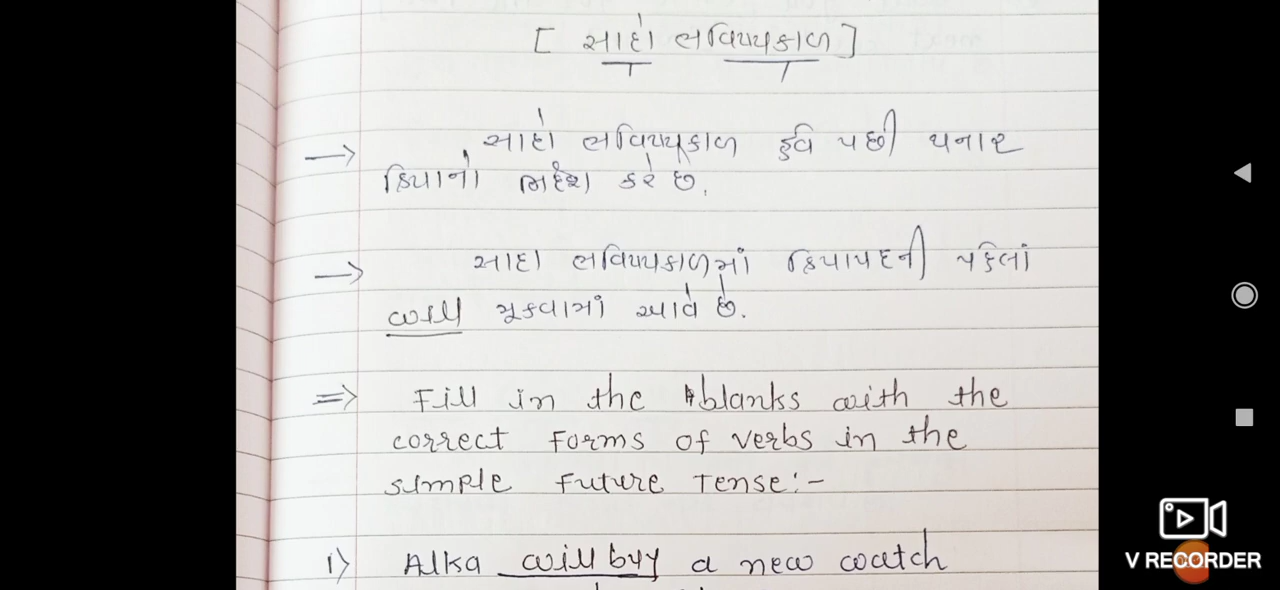 [ સાદો ભવિષ્યકાળ ]
→ સાદો ભવિષ્યકાળ હવે પછી થનાર
ક્રિયાનો નિર્દેશ કરે છે.
→ સાદા ભવિષ્યકાળમાં ક્રિયાપદની પહેલાં
will મૂકવામાં આવે છે.
⇒ Fill in the blanks with the
correct forms of verbs in the
simple Future Tense:-
1) Alka will buy a new watch
V RECORDER